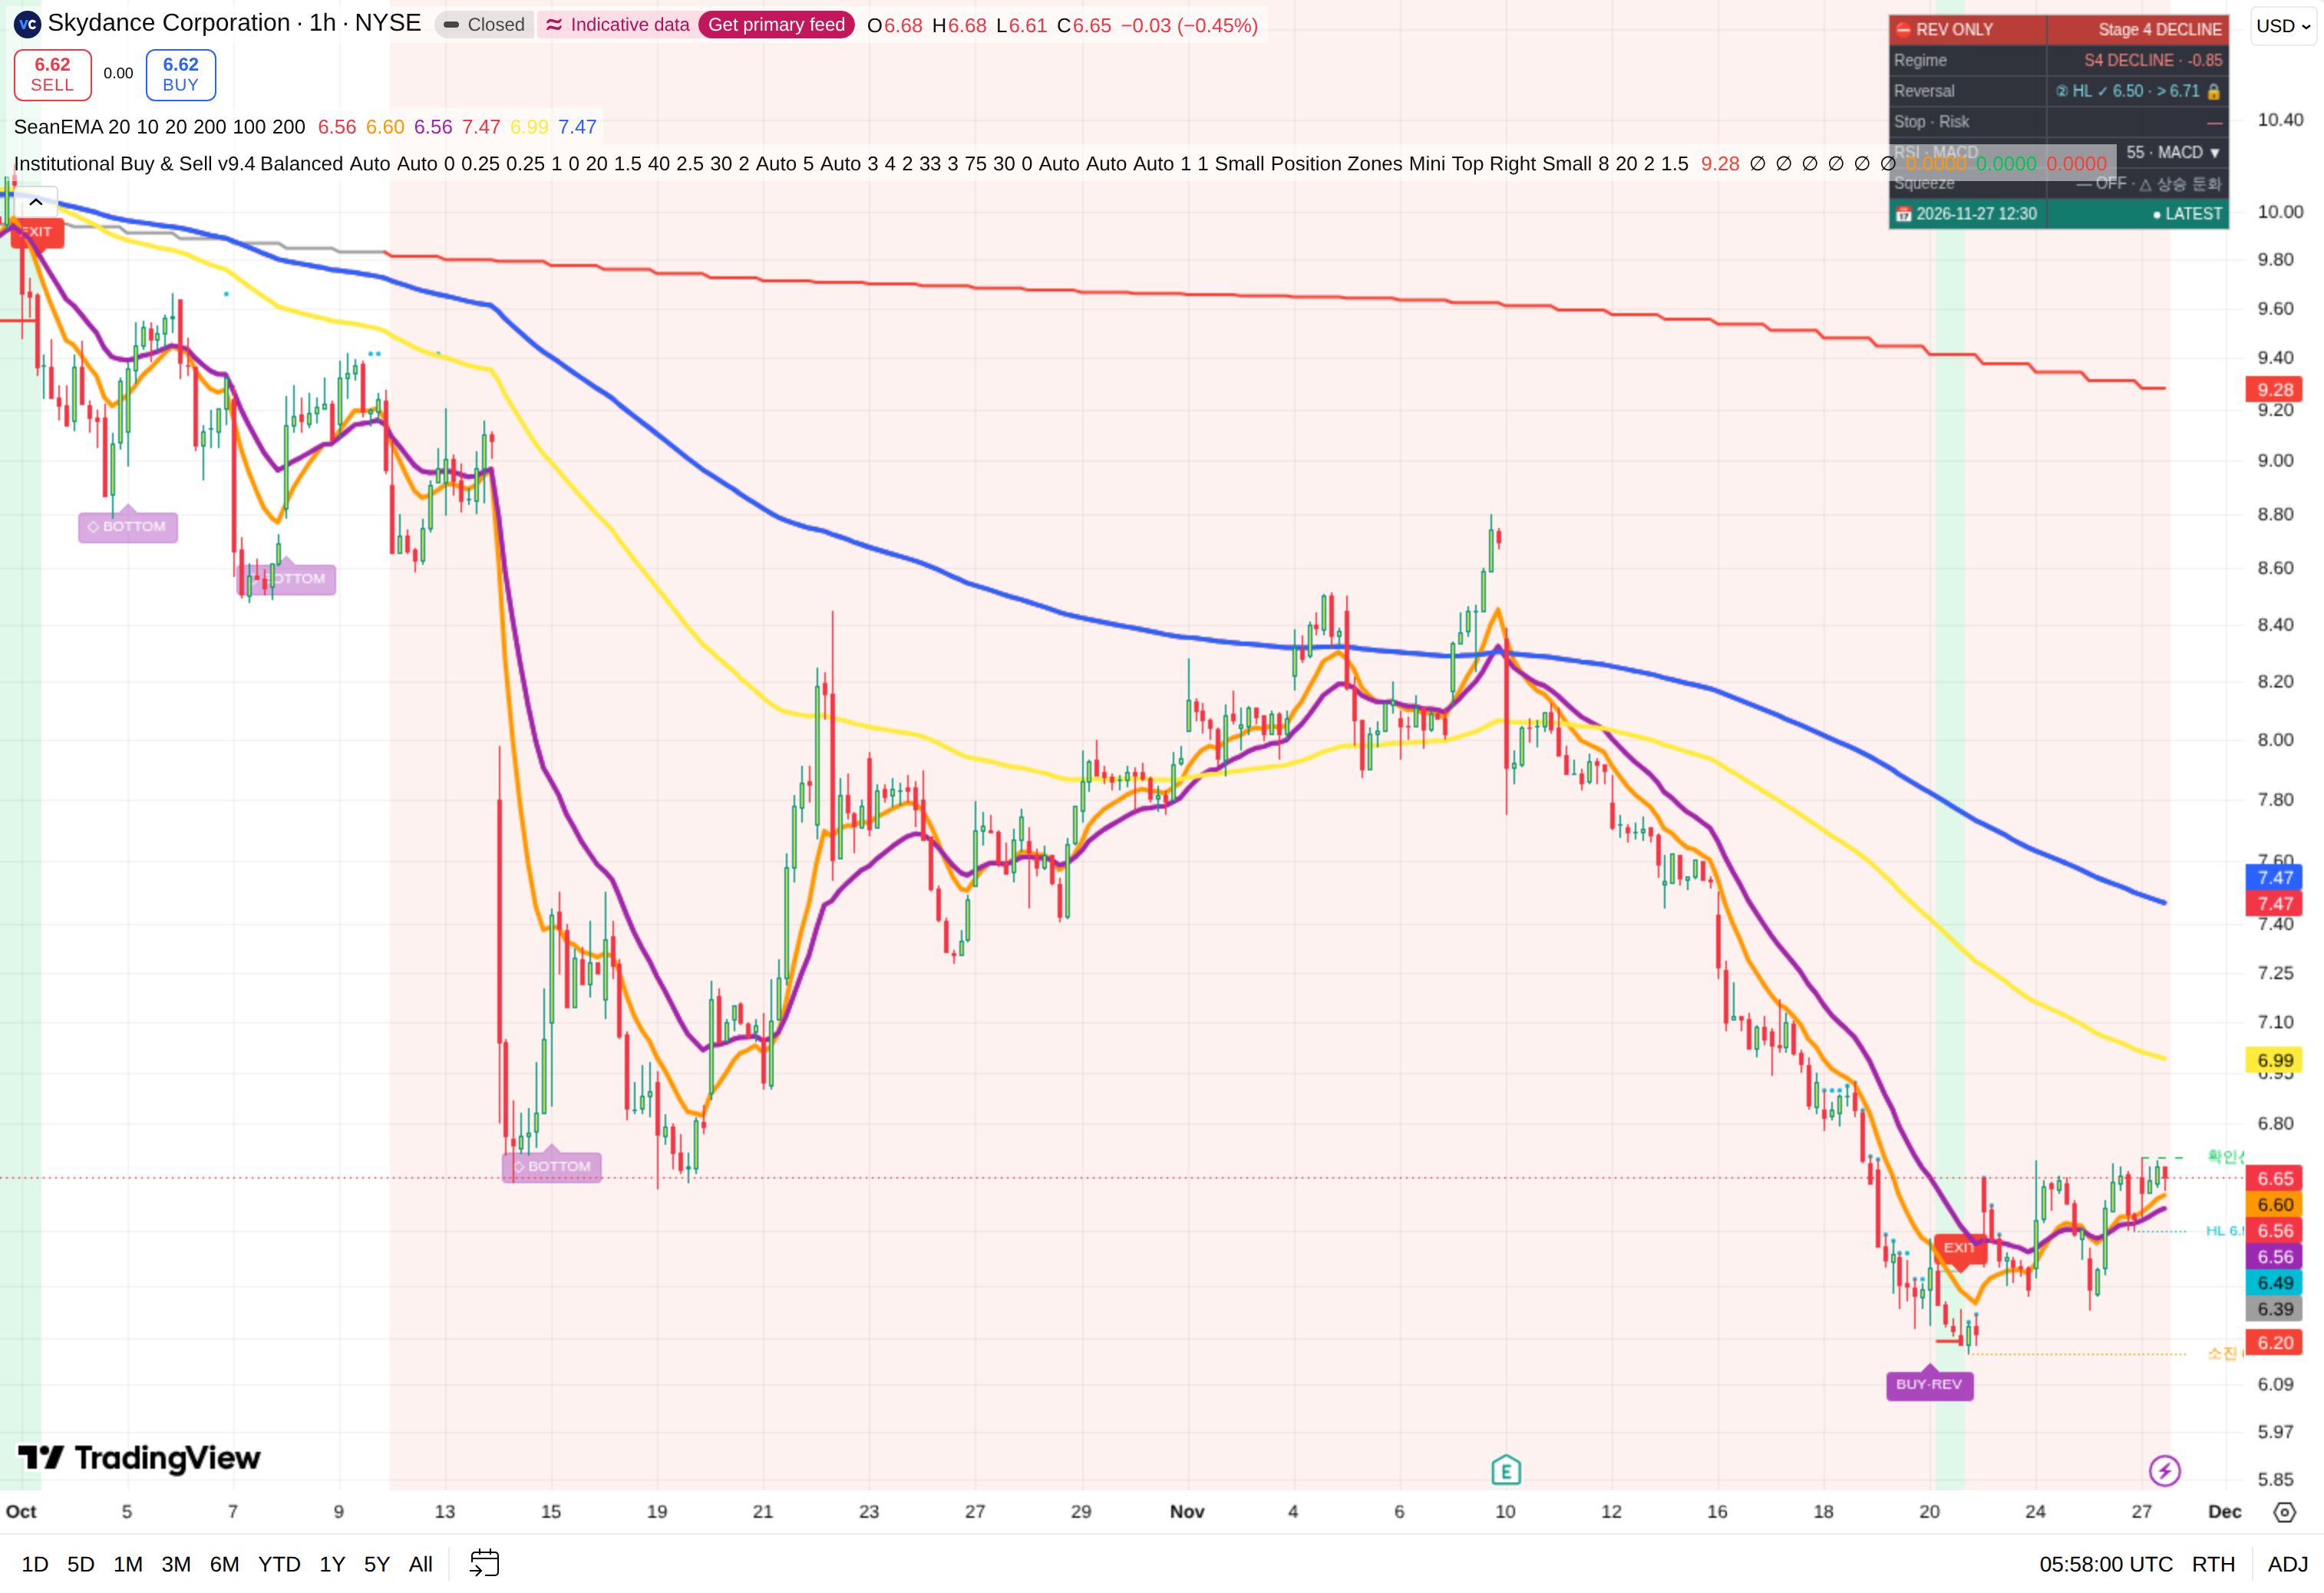 Skydance Corporation · 1h · NYSE Closed Indicative data Get primary feed O6.68 H6.68 L6.61 C6.65 −0.03 (−0.45%)
6.62 SELL 0.00 6.62 BUY
SeanEMA 20 10 20 200 100 200 6.56 6.60 6.56 7.47 6.99 7.47
Institutional Buy & Sell v9.4 Balanced Auto Auto 0 0.25 0.25 1 0 20 1.5 40 2.5 30 2 Auto 5 Auto 3 4 2 33 3 75 30 0 Auto Auto Auto 1 1 Small Position Zones Mini Top Right Small 8 20 2 1.5 9.28 ∅ ∅ ∅ ∅ ∅ ∅ 0.0000 0.0000 0.0000
REV ONLY Stage 4 DECLINE
Regime S4 DECLINE · -0.85
Reversal ② HL ✓ 6.50 · > 6.71 🔒
Stop · Risk —
RSI · MACD 55 · MACD ▼
Squeeze — OFF · △ 상승 둔화
2026-11-27 12:30 ● LATEST
USD
10.40
10.00
9.80
9.60
9.40
9.28
9.20
9.00
8.80
8.60
8.40
8.20
8.00
7.80
7.60
7.47
7.47
7.40
7.25
7.10
6.99
6.95
6.80
6.65
6.60
6.56
6.56
6.49
6.39
6.20
6.09
5.97
5.85
EXIT
◇ BOTTOM
BOTTOM
◇ BOTTOM
EXIT
BUY-REV
HL
소진
TradingView
E
Oct 5 7 9 13 15 19 21 23 27 29 Nov 4 6 10 12 16 18 20 24 27 Dec
1D 5D 1M 3M 6M YTD 1Y 5Y All 05:58:00 UTC RTH ADJ